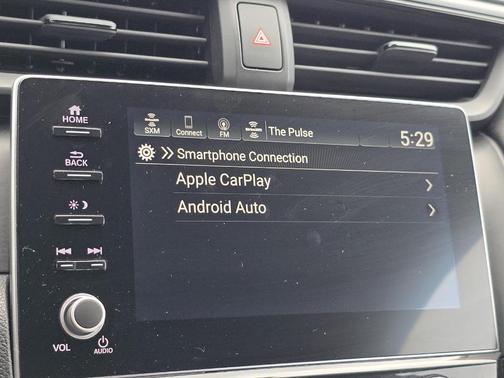 HOME
BACK
VOL
AUDIO
SXM
Connect
FM
The Pulse
5:29
Smartphone Connection
Apple CarPlay
Android Auto